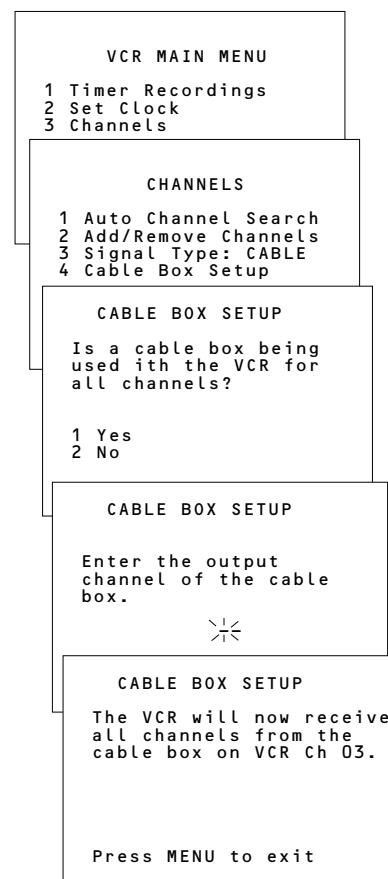 VCR MAIN MENU
1 Timer Recordings
2 Set Clock
3 Channels
CHANNELS
1 Auto Channel Search
2 Add/Remove Channels
3 Signal Type: CABLE
4 Cable Box Setup
CABLE BOX SETUP
Is a cable box being
used ith the VCR for
all channels?
1 Yes
2 No
CABLE BOX SETUP
Enter the output
channel of the cable
box.
--
CABLE BOX SETUP
The VCR will now receive
all channels from the
cable box on VCR Ch 03.
Press MENU to exit